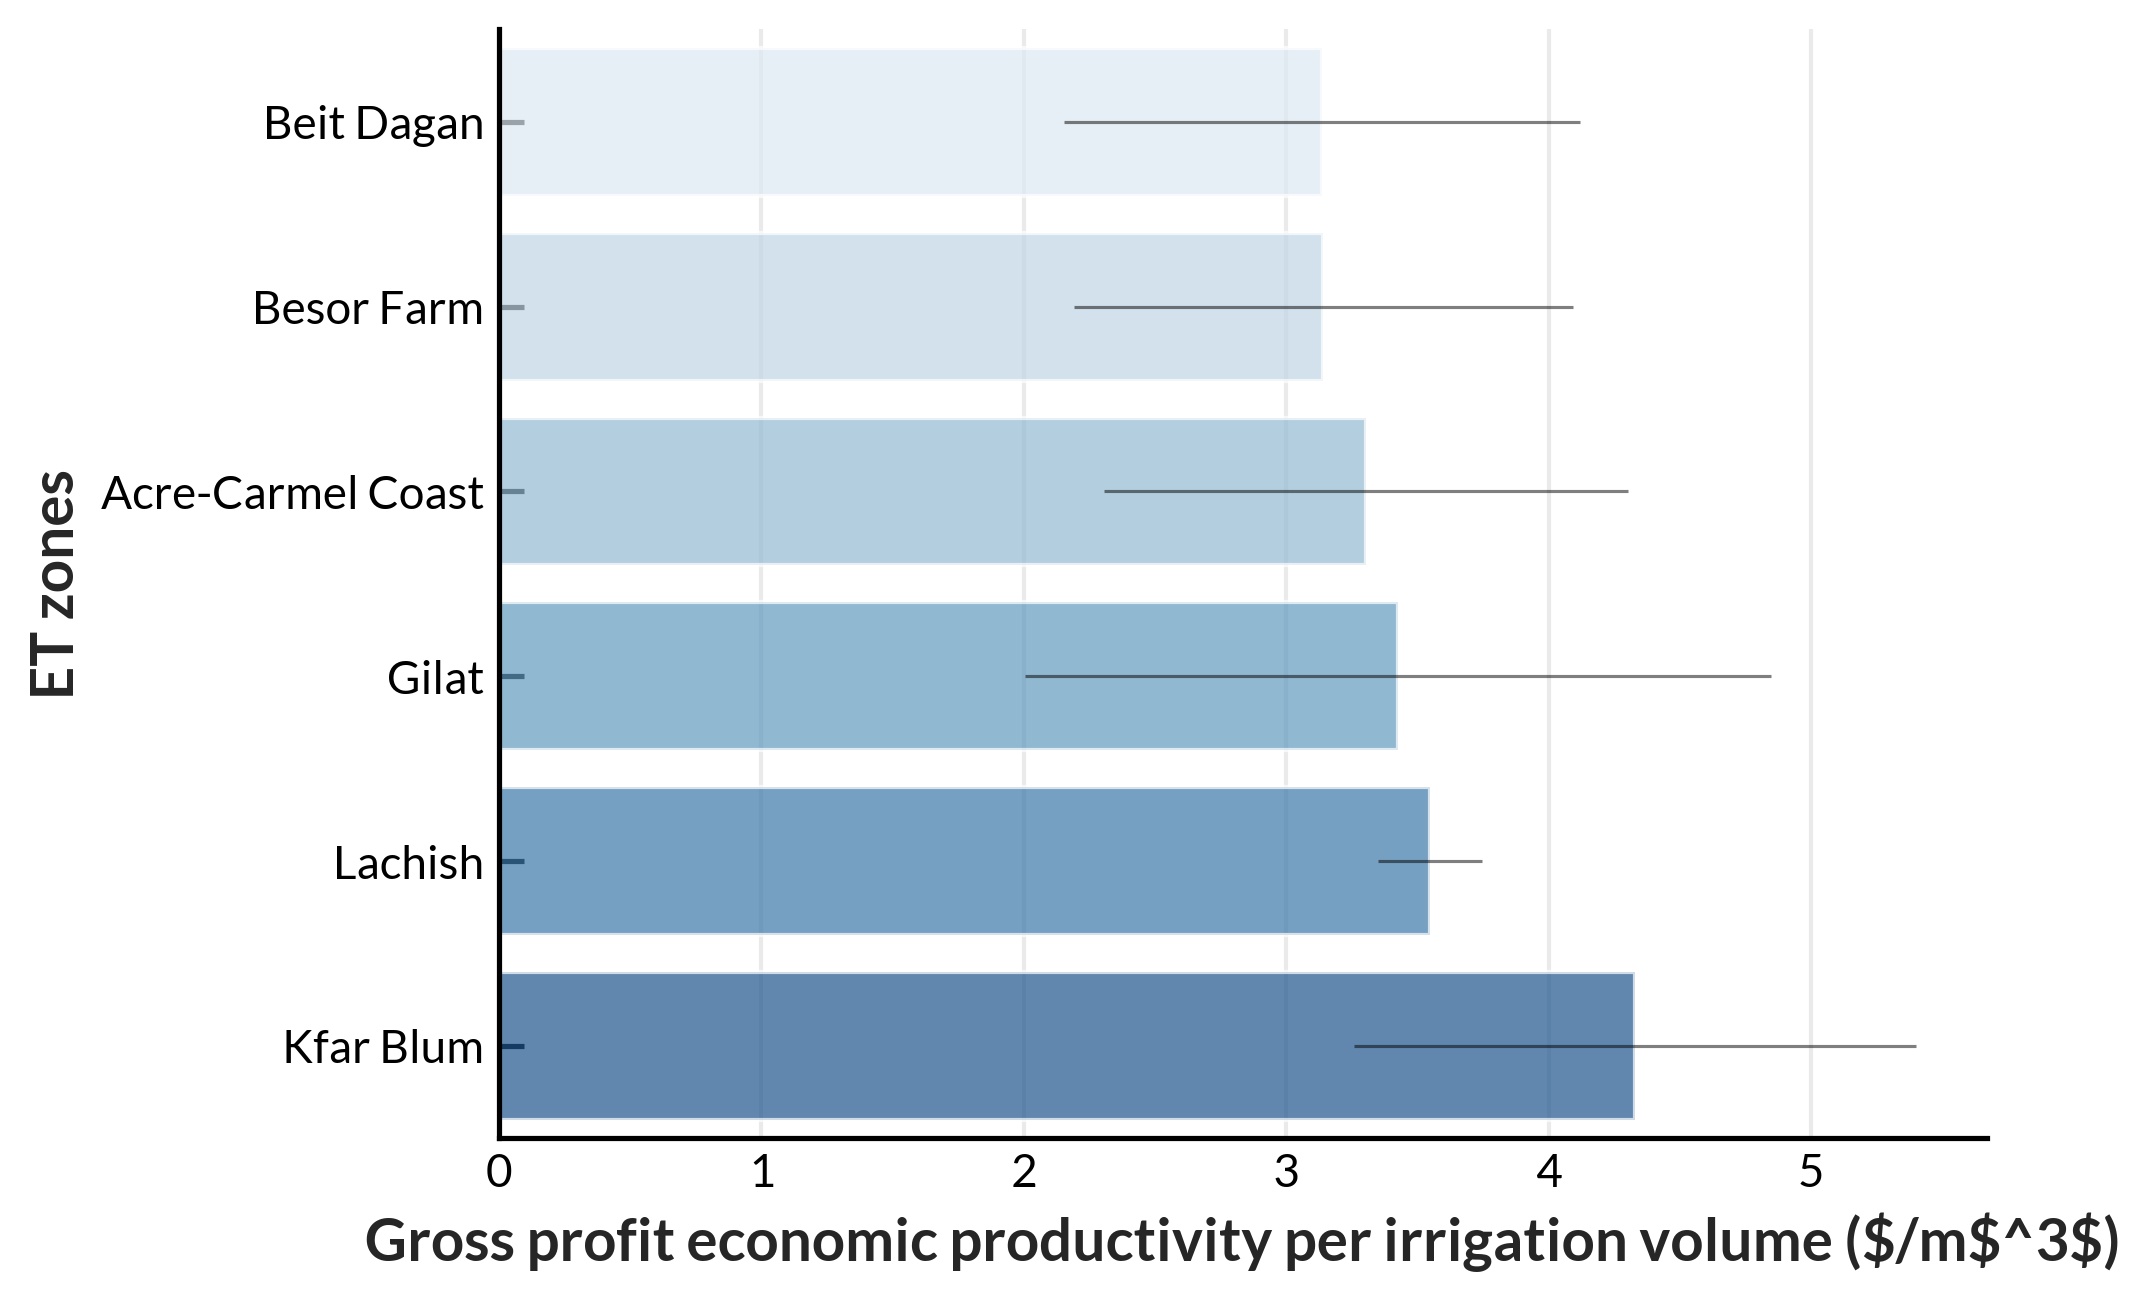 Beit Dagan
Besor Farm
Acre-Carmel Coast
Gilat
Lachish
Kfar Blum
ET zones
0 1 2 3 4 5
Gross profit economic productivity per irrigation volume ($/m$^3$)